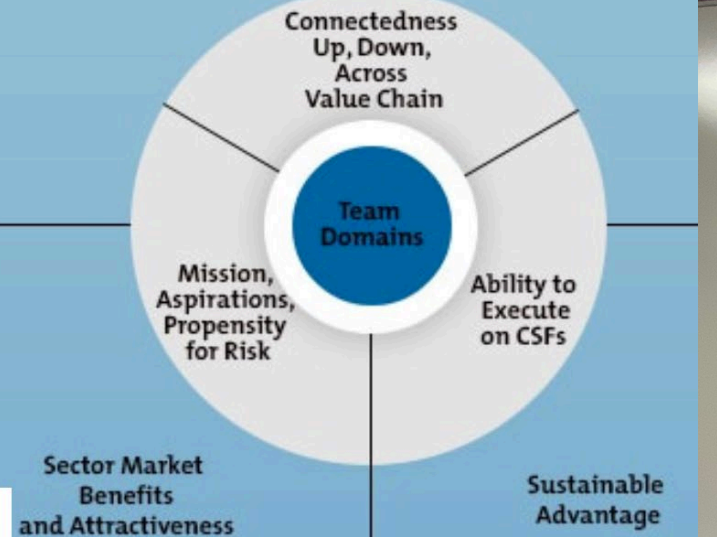 Connectedness
Up, Down,
Across
Value Chain
Team
Domains
Mission,
Aspirations,
Propensity
for Risk
Ability to
Execute
on CSFs
Sector Market
Benefits
and Attractiveness
Sustainable
Advantage